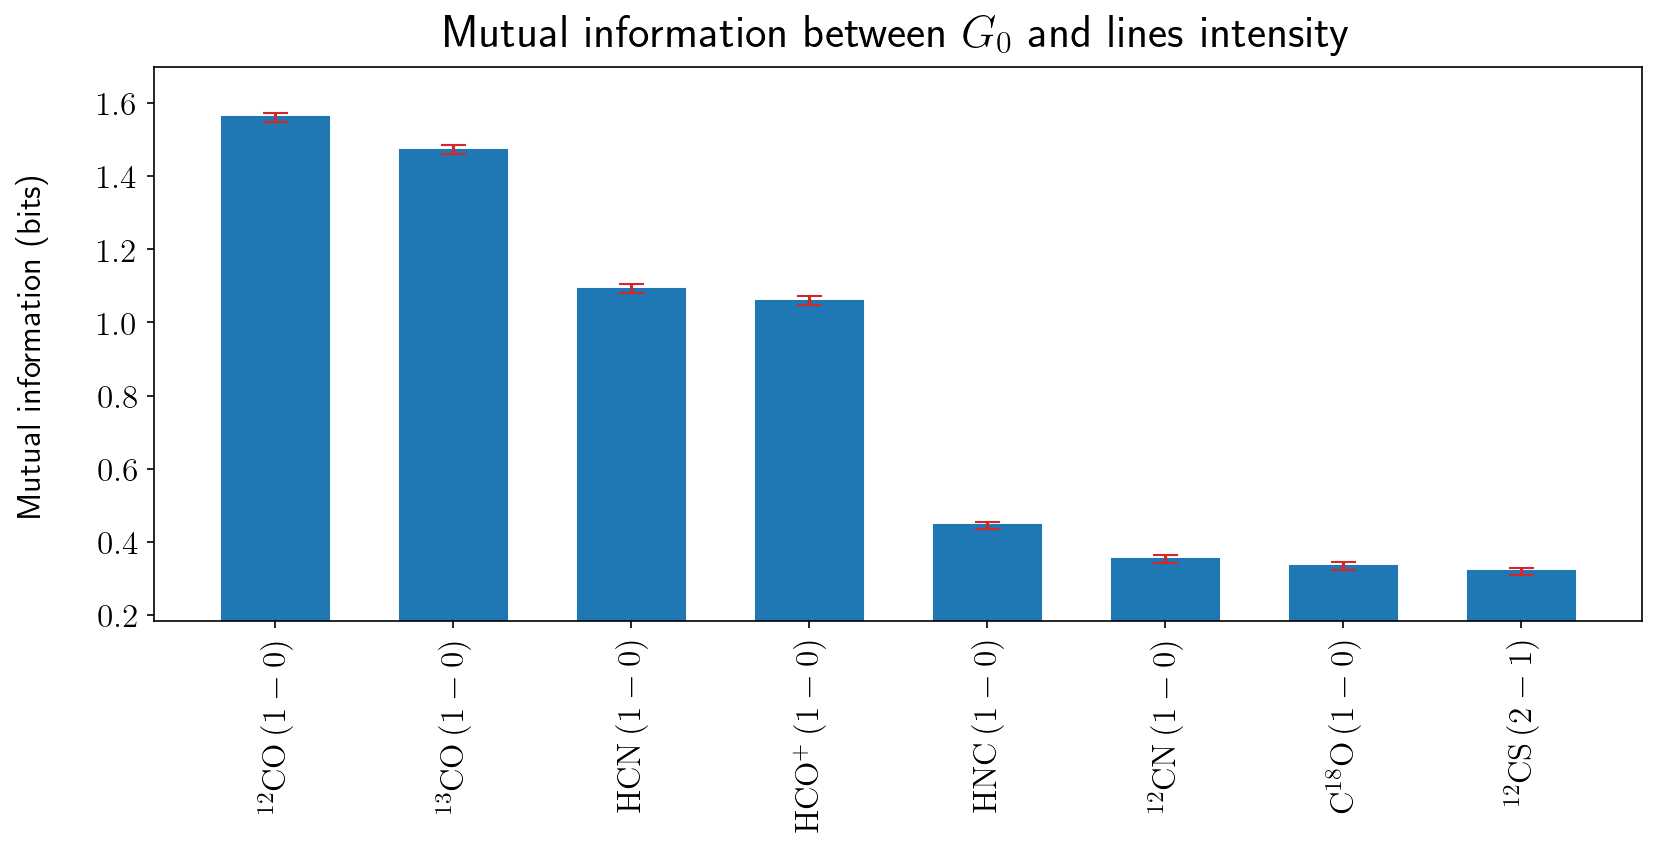 Mutual information between G₀ and lines intensity
Mutual information (bits)
1.6
1.4
1.2
1.0
0.8
0.6
0.4
0.2
¹²CO (1 − 0)
¹³CO (1 − 0)
HCN (1 − 0)
HCO⁺ (1 − 0)
HNC (1 − 0)
¹²CN (1 − 0)
C¹⁸O (1 − 0)
¹²CS (2 − 1)